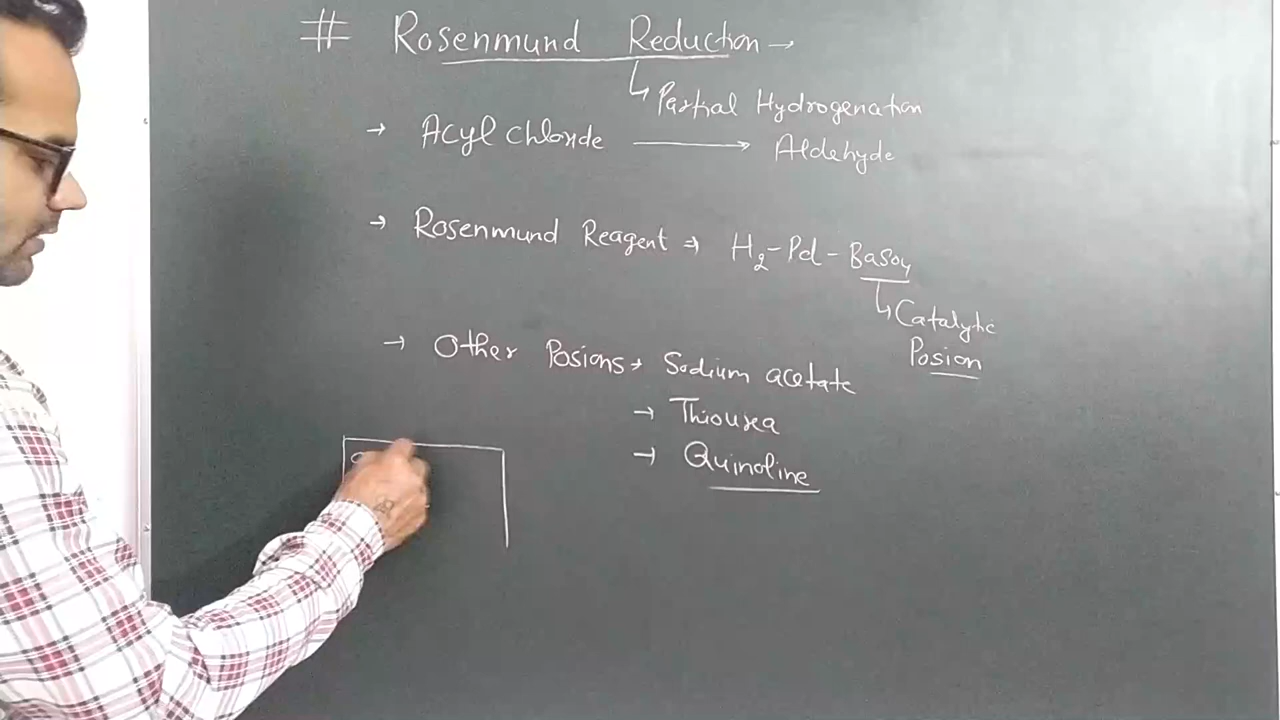 # Rosenmund Reduction →
↳ Partial Hydrogenation
→ Acyl chloride ⟶ Aldehyde
→ Rosenmund Reagent ⇒ H₂-Pd-BaSO₄
↳ Catalytic
Posion
→ Other Posions → Sodium acetate
→ Thiourea
→ Quinoline